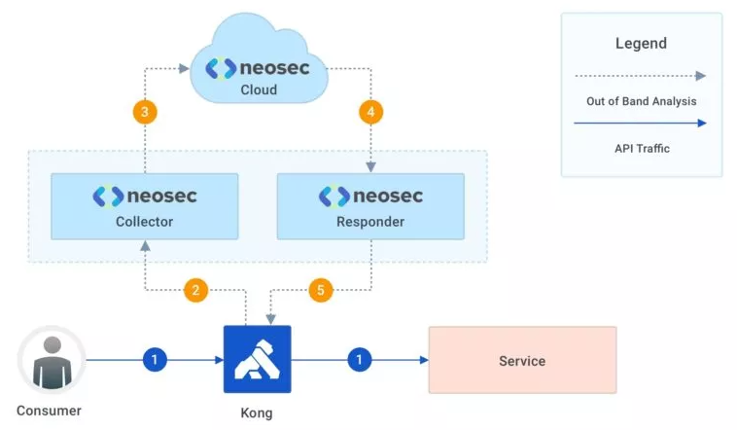 neosec
Cloud
Legend
Out of Band Analysis
API Traffic
3
4
neosec
Collector
neosec
Responder
2
5
1
1
Service
Consumer
Kong